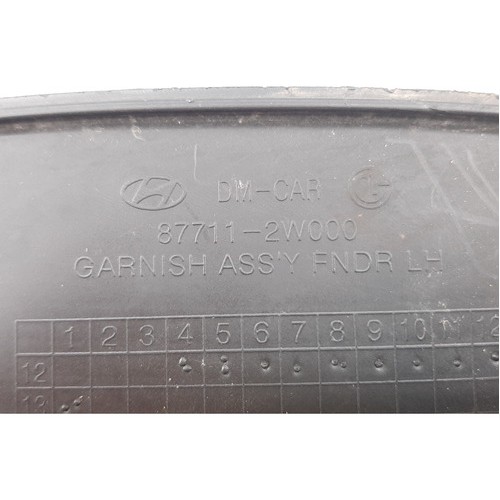 DM-CAR
87711-2W000
GARNISH ASS'Y FNDR LH
1 2 3 4 5 6 7 8 9 10 11 12
12